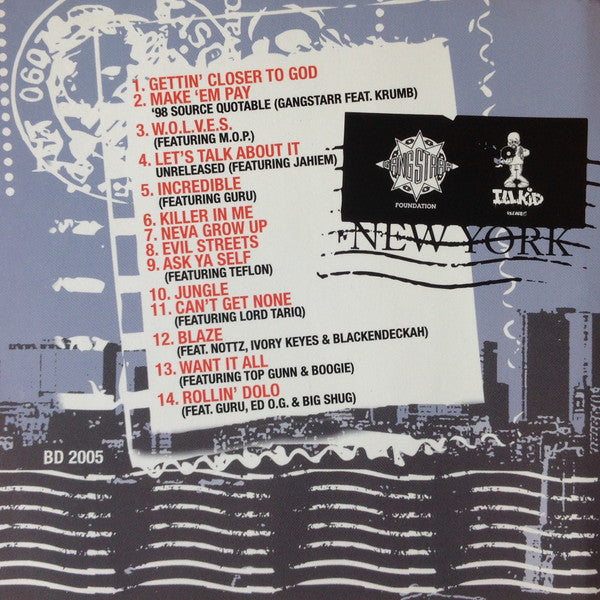 1. GETTIN' CLOSER TO GOD
2. MAKE 'EM PAY
'98 SOURCE QUOTABLE (GANGSTARR FEAT. KRUMB)
3. W.O.L.V.E.S.
(FEATURING M.O.P.)
4. LET'S TALK ABOUT IT
UNRELEASED (FEATURING JAHIEM)
5. INCREDIBLE
(FEATURING GURU)
6. KILLER IN ME
7. NEVA GROW UP
8. EVIL STREETS
9. ASK YA SELF
(FEATURING TEFLON)
10. JUNGLE
11. CAN'T GET NONE
(FEATURING LORD TARIQ)
12. BLAZE
(FEAT. NOTTZ, IVORY KEYES & BLACKENDECKAH)
13. WANT IT ALL
(FEATURING TOP GUNN & BOOGIE)
14. ROLLIN' DOLO
(FEAT. GURU, ED O.G. & BIG SHUG)
GANG STARR
FOUNDATION
ILL KID
NEW YORK
BD 2005